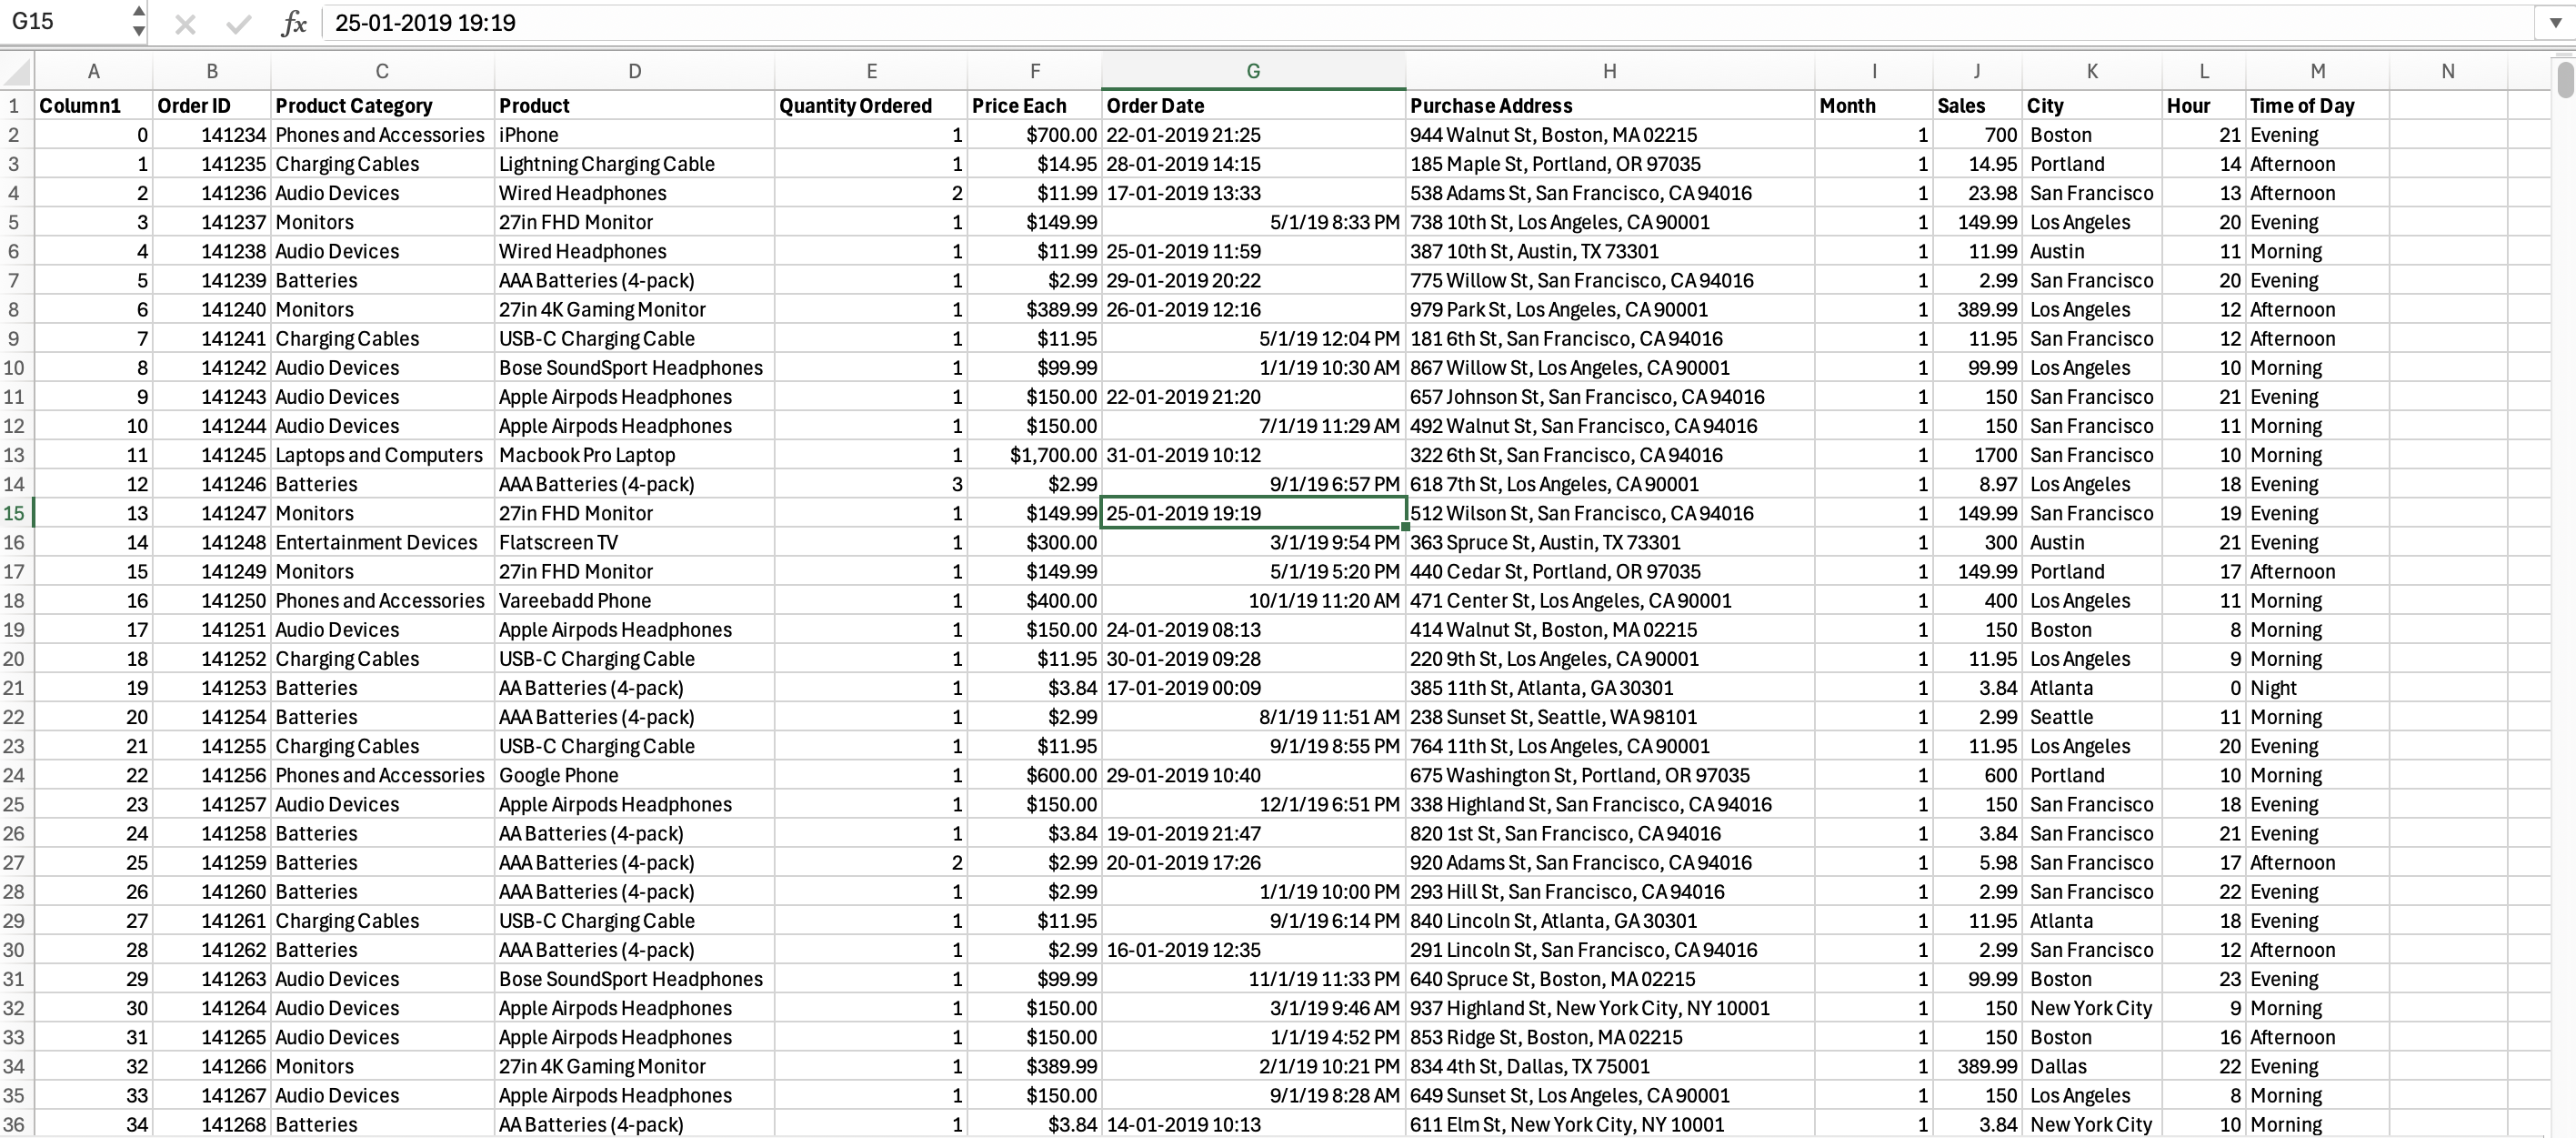 G15 fx 25-01-2019 19:19
A B C D E F G H I J K L M N
1 Column1 Order ID Product Category Product Quantity Ordered Price Each Order Date Purchase Address Month Sales City Hour Time of Day
2 0 141234 Phones and Accessories iPhone 1 $700.00 22-01-2019 21:25 944 Walnut St, Boston, MA 02215 1 700 Boston 21 Evening
3 1 141235 Charging Cables Lightning Charging Cable 1 $14.95 28-01-2019 14:15 185 Maple St, Portland, OR 97035 1 14.95 Portland 14 Afternoon
4 2 141236 Audio Devices Wired Headphones 2 $11.99 17-01-2019 13:33 538 Adams St, San Francisco, CA 94016 1 23.98 San Francisco 13 Afternoon
5 3 141237 Monitors 27in FHD Monitor 1 $149.99 5/1/19 8:33 PM 738 10th St, Los Angeles, CA 90001 1 149.99 Los Angeles 20 Evening
6 4 141238 Audio Devices Wired Headphones 1 $11.99 25-01-2019 11:59 387 10th St, Austin, TX 73301 1 11.99 Austin 11 Morning
7 5 141239 Batteries AAA Batteries (4-pack) 1 $2.99 29-01-2019 20:22 775 Willow St, San Francisco, CA 94016 1 2.99 San Francisco 20 Evening
8 6 141240 Monitors 27in 4K Gaming Monitor 1 $389.99 26-01-2019 12:16 979 Park St, Los Angeles, CA 90001 1 389.99 Los Angeles 12 Afternoon
9 7 141241 Charging Cables USB-C Charging Cable 1 $11.95 5/1/19 12:04 PM 181 6th St, San Francisco, CA 94016 1 11.95 San Francisco 12 Afternoon
10 8 141242 Audio Devices Bose SoundSport Headphones 1 $99.99 1/1/19 10:30 AM 867 Willow St, Los Angeles, CA 90001 1 99.99 Los Angeles 10 Morning
11 9 141243 Audio Devices Apple Airpods Headphones 1 $150.00 22-01-2019 21:20 657 Johnson St, San Francisco, CA 94016 1 150 San Francisco 21 Evening
12 10 141244 Audio Devices Apple Airpods Headphones 1 $150.00 7/1/19 11:29 AM 492 Walnut St, San Francisco, CA 94016 1 150 San Francisco 11 Morning
13 11 141245 Laptops and Computers Macbook Pro Laptop 1 $1,700.00 31-01-2019 10:12 322 6th St, San Francisco, CA 94016 1 1700 San Francisco 10 Morning
14 12 141246 Batteries AAA Batteries (4-pack) 3 $2.99 9/1/19 6:57 PM 618 7th St, Los Angeles, CA 90001 1 8.97 Los Angeles 18 Evening
15 13 141247 Monitors 27in FHD Monitor 1 $149.99 25-01-2019 19:19 512 Wilson St, San Francisco, CA 94016 1 149.99 San Francisco 19 Evening
16 14 141248 Entertainment Devices Flatscreen TV 1 $300.00 3/1/19 9:54 PM 363 Spruce St, Austin, TX 73301 1 300 Austin 21 Evening
17 15 141249 Monitors 27in FHD Monitor 1 $149.99 5/1/19 5:20 PM 440 Cedar St, Portland, OR 97035 1 149.99 Portland 17 Afternoon
18 16 141250 Phones and Accessories Vareebadd Phone 1 $400.00 10/1/19 11:20 AM 471 Center St, Los Angeles, CA 90001 1 400 Los Angeles 11 Morning
19 17 141251 Audio Devices Apple Airpods Headphones 1 $150.00 24-01-2019 08:13 414 Walnut St, Boston, MA 02215 1 150 Boston 8 Morning
20 18 141252 Charging Cables USB-C Charging Cable 1 $11.95 30-01-2019 09:28 220 9th St, Los Angeles, CA 90001 1 11.95 Los Angeles 9 Morning
21 19 141253 Batteries AA Batteries (4-pack) 1 $3.84 17-01-2019 00:09 385 11th St, Atlanta, GA 30301 1 3.84 Atlanta 0 Night
22 20 141254 Batteries AAA Batteries (4-pack) 1 $2.99 8/1/19 11:51 AM 238 Sunset St, Seattle, WA 98101 1 2.99 Seattle 11 Morning
23 21 141255 Charging Cables USB-C Charging Cable 1 $11.95 9/1/19 8:55 PM 764 11th St, Los Angeles, CA 90001 1 11.95 Los Angeles 20 Evening
24 22 141256 Phones and Accessories Google Phone 1 $600.00 29-01-2019 10:40 675 Washington St, Portland, OR 97035 1 600 Portland 10 Morning
25 23 141257 Audio Devices Apple Airpods Headphones 1 $150.00 12/1/19 6:51 PM 338 Highland St, San Francisco, CA 94016 1 150 San Francisco 18 Evening
26 24 141258 Batteries AA Batteries (4-pack) 1 $3.84 19-01-2019 21:47 820 1st St, San Francisco, CA 94016 1 3.84 San Francisco 21 Evening
27 25 141259 Batteries AAA Batteries (4-pack) 2 $2.99 20-01-2019 17:26 920 Adams St, San Francisco, CA 94016 1 5.98 San Francisco 17 Afternoon
28 26 141260 Batteries AAA Batteries (4-pack) 1 $2.99 1/1/19 10:00 PM 293 Hill St, San Francisco, CA 94016 1 2.99 San Francisco 22 Evening
29 27 141261 Charging Cables USB-C Charging Cable 1 $11.95 9/1/19 6:14 PM 840 Lincoln St, Atlanta, GA 30301 1 11.95 Atlanta 18 Evening
30 28 141262 Batteries AAA Batteries (4-pack) 1 $2.99 16-01-2019 12:35 291 Lincoln St, San Francisco, CA 94016 1 2.99 San Francisco 12 Afternoon
31 29 141263 Audio Devices Bose SoundSport Headphones 1 $99.99 11/1/19 11:33 PM 640 Spruce St, Boston, MA 02215 1 99.99 Boston 23 Evening
32 30 141264 Audio Devices Apple Airpods Headphones 1 $150.00 3/1/19 9:46 AM 937 Highland St, New York City, NY 10001 1 150 New York City 9 Morning
33 31 141265 Audio Devices Apple Airpods Headphones 1 $150.00 1/1/19 4:52 PM 853 Ridge St, Boston, MA 02215 1 150 Boston 16 Afternoon
34 32 141266 Monitors 27in 4K Gaming Monitor 1 $389.99 2/1/19 10:21 PM 834 4th St, Dallas, TX 75001 1 389.99 Dallas 22 Evening
35 33 141267 Audio Devices Apple Airpods Headphones 1 $150.00 9/1/19 8:28 AM 649 Sunset St, Los Angeles, CA 90001 1 150 Los Angeles 8 Morning
36 34 141268 Batteries AA Batteries (4-pack) 1 $3.84 14-01-2019 10:13 611 Elm St, New York City, NY 10001 1 3.84 New York City 10 Morning